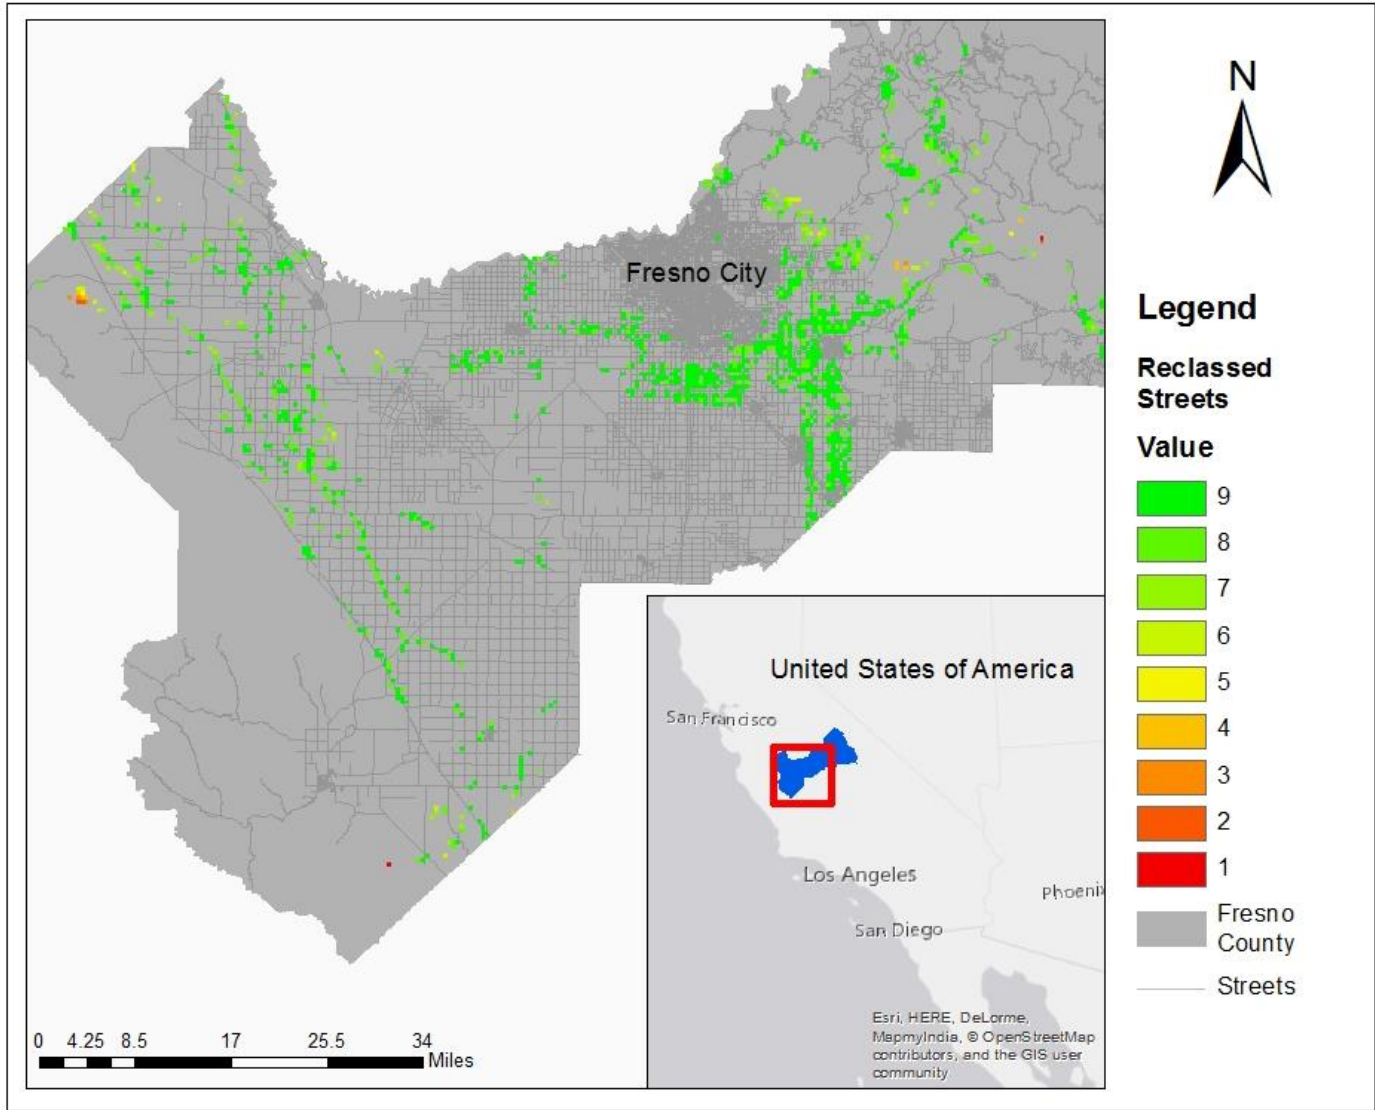 N
Fresno City
Legend
Reclassed
Streets
Value
9
8
7
6
5
4
3
2
1
Fresno
County
Streets
United States of America
San Francisco
Los Angeles
San Diego
Phoeni
Esri, HERE, DeLorme,
MapmyIndia, © OpenStreetMap
contributors, and the GIS user
community
0 4.25 8.5 17 25.5 34
Miles